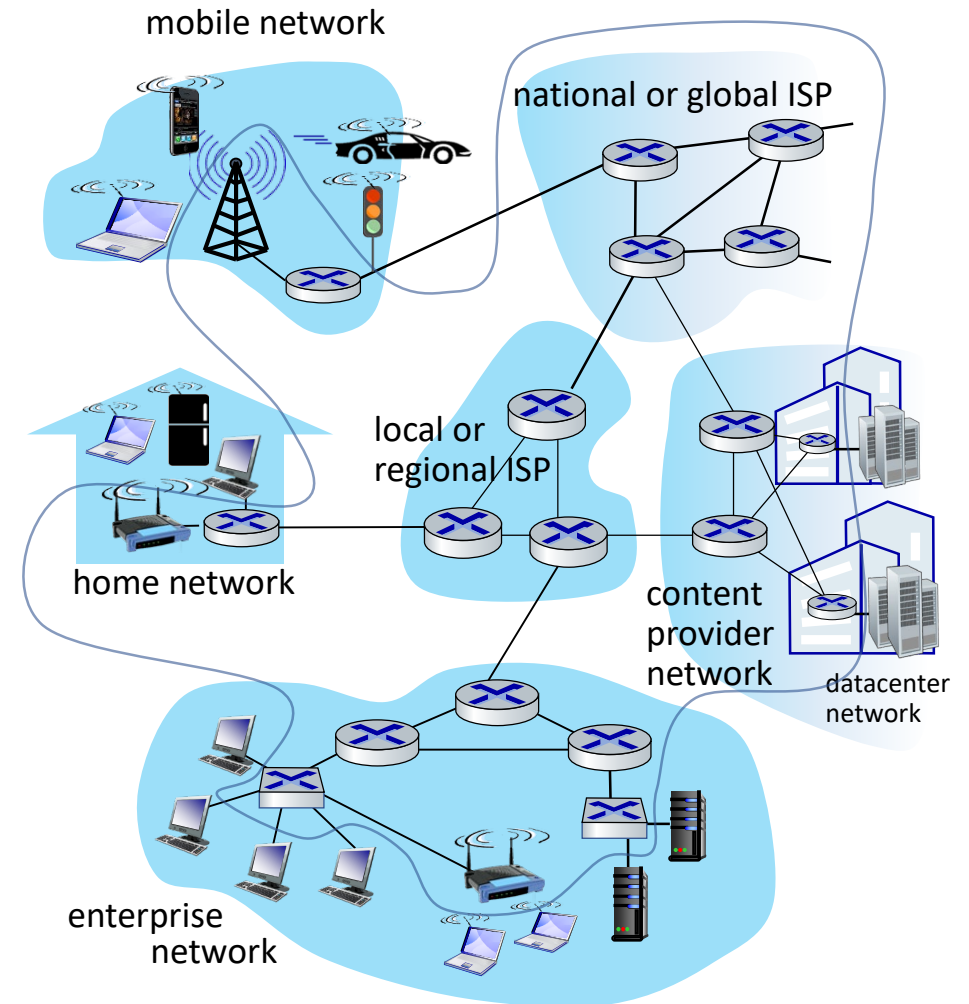 mobile network
national or global ISP
local or
regional ISP
home network
content
provider
network
datacenter
network
enterprise
network